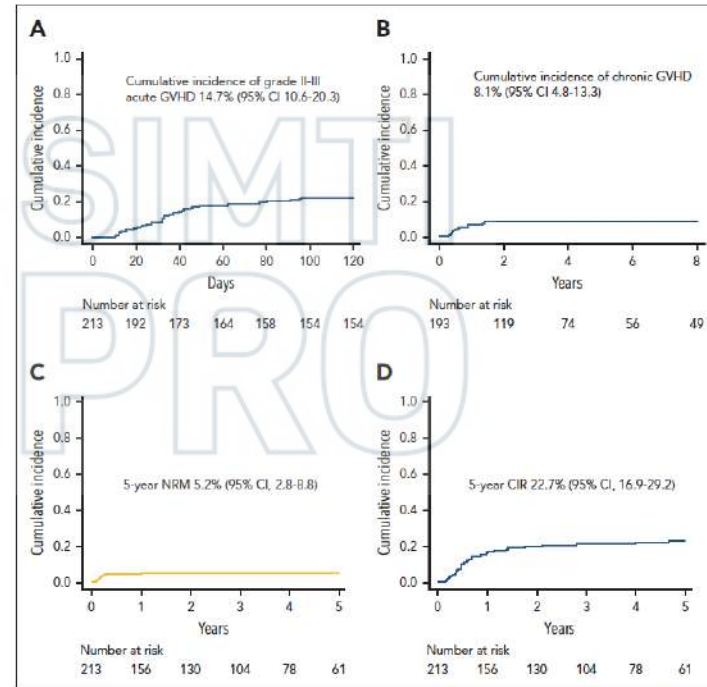 A
Cumulative incidence of grade II-III
acute GVHD 14.7% (95% CI 10.6-20.3)
Cumulative incidence
1.0
0.8
0.6
0.4
0.2
0.0
0 20 40 60 80 100 120
Days
Number at risk
213 192 173 164 158 154 154
B
Cumulative incidence of chronic GVHD
8.1% (95% CI 4.8-13.3)
Cumulative incidence
1.0
0.8
0.6
0.4
0.2
0.0
0 2 4 6 8
Years
Number at risk
193 119 74 56 49
C
5-year NRM 5.2% (95% CI, 2.8-8.8)
Cumulative incidence
1.0
0.8
0.6
0.4
0.2
0.0
0 1 2 3 4 5
Years
Number at risk
213 156 130 104 78 61
D
5-year CIR 22.7% (95% CI, 16.9-29.2)
Cumulative incidence
1.0
0.8
0.6
0.4
0.2
0.0
0 1 2 3 4 5
Years
Number at risk
213 156 130 104 78 61
SIMTI
PRO